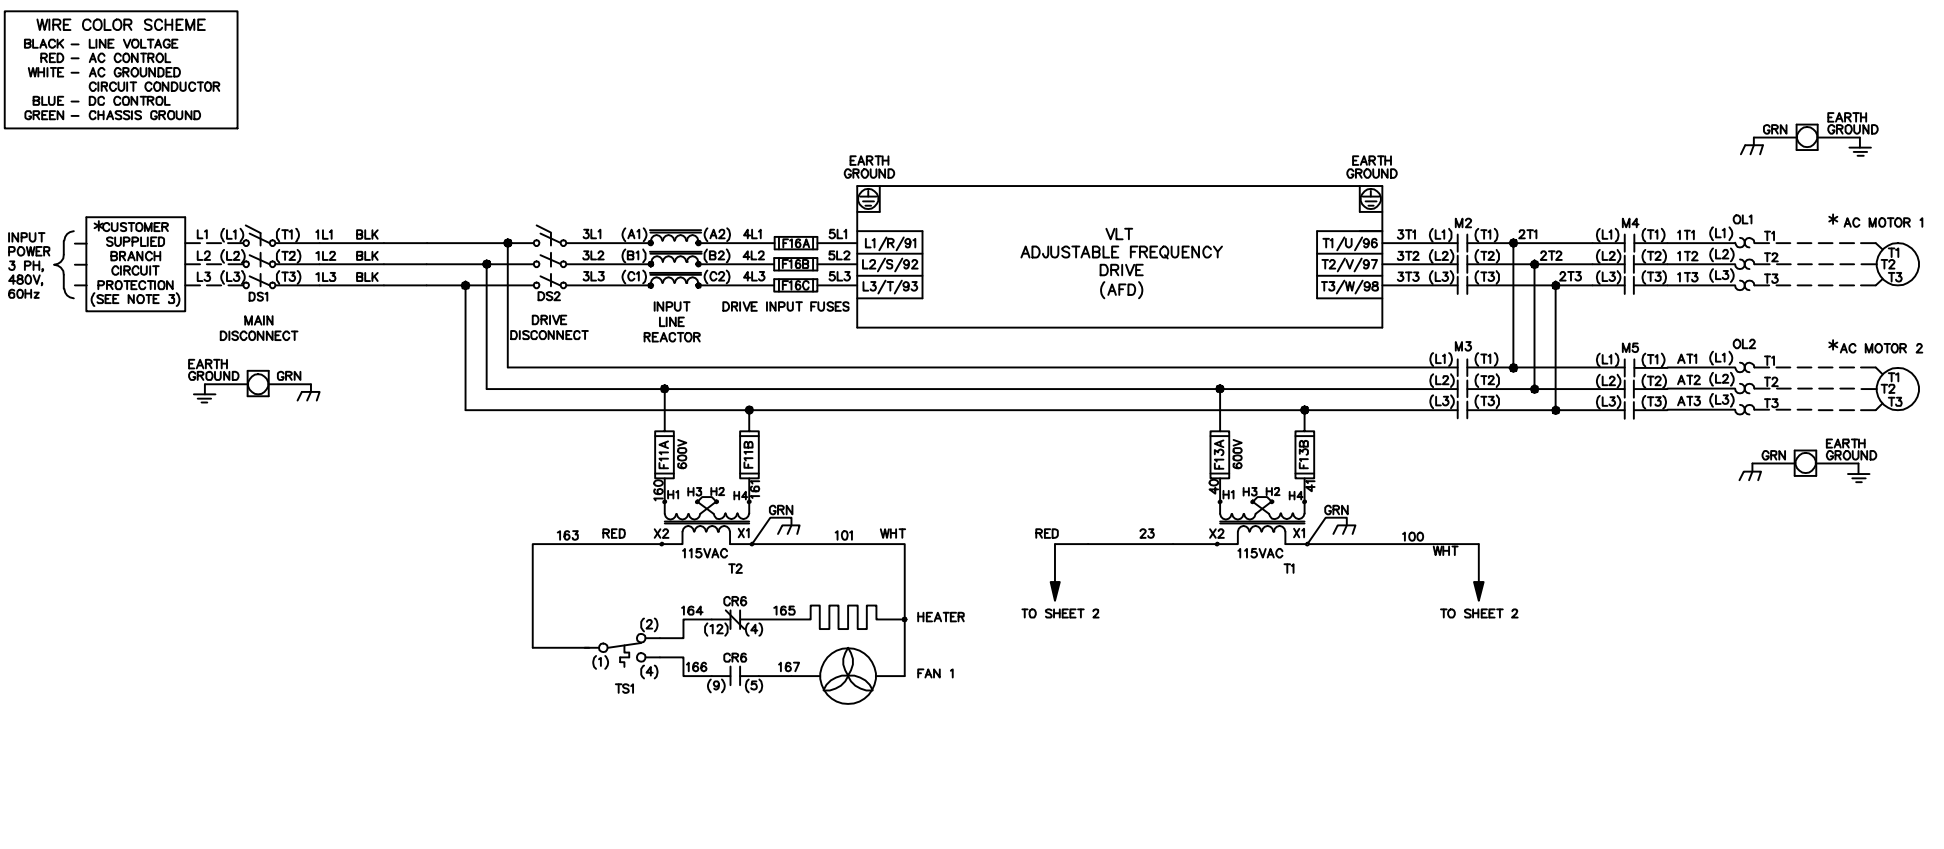 WIRE COLOR SCHEME
BLACK – LINE VOLTAGE
RED – AC CONTROL
WHITE – AC GROUNDED
CIRCUIT CONDUCTOR
BLUE – DC CONTROL
GREEN – CHASSIS GROUND
GRN
EARTH
GROUND
EARTH
GROUND
EARTH
GROUND
INPUT
POWER
3 PH,
480V,
60Hz
*CUSTOMER
SUPPLIED
BRANCH
CIRCUIT
PROTECTION
(SEE NOTE 3)
L1 (L1) (T1) 1L1 BLK
L2 (L2) (T2) 1L2 BLK
L3 (L3) (T3) 1L3 BLK
DS1
MAIN
DISCONNECT
3L1 (A1) (A2) 4L1 F16A 5L1
3L2 (B1) (B2) 4L2 F16B 5L2
3L3 (C1) (C2) 4L3 F16C 5L3
DS2
DRIVE
DISCONNECT
INPUT
LINE
REACTOR
DRIVE INPUT FUSES
L1/R/91
L2/S/92
L3/T/93
VLT
ADJUSTABLE FREQUENCY
DRIVE
(AFD)
T1/U/96
T2/V/97
T3/W/98
M2
M4
OL1
* AC MOTOR 1
3T1 (L1) (T1) 2T1 (L1) (T1) 1T1 (L1) T1
3T2 (L2) (T2) 2T2 (L2) (T2) 1T2 (L2) T2
3T3 (L3) (T3) 2T3 (L3) (T3) 1T3 (L3) T3
T1
T2
T3
EARTH
GROUND
GRN
M3
M5
OL2
*AC MOTOR 2
(L1) (T1) (L1) (T1) AT1 (L1) T1
(L2) (T2) (L2) (T2) AT2 (L2) T2
(L3) (T3) (L3) (T3) AT3 (L3) T3
T1
T2
T3
GRN
EARTH
GROUND
F11A
600V
F11B
160
161
H1 H3 H2 H4
GRN
163 RED X2 X1 101 WHT
115VAC
T2
F13A
600V
F13B
40
41
H1 H3 H2 H4
GRN
RED 23 X2 X1 100
WHT
115VAC
T1
TO SHEET 2
TO SHEET 2
CR6
164 165
(2) (12) (4)
HEATER
(1)
(4)
TS1
CR6
166 167
(9) (5)
FAN 1